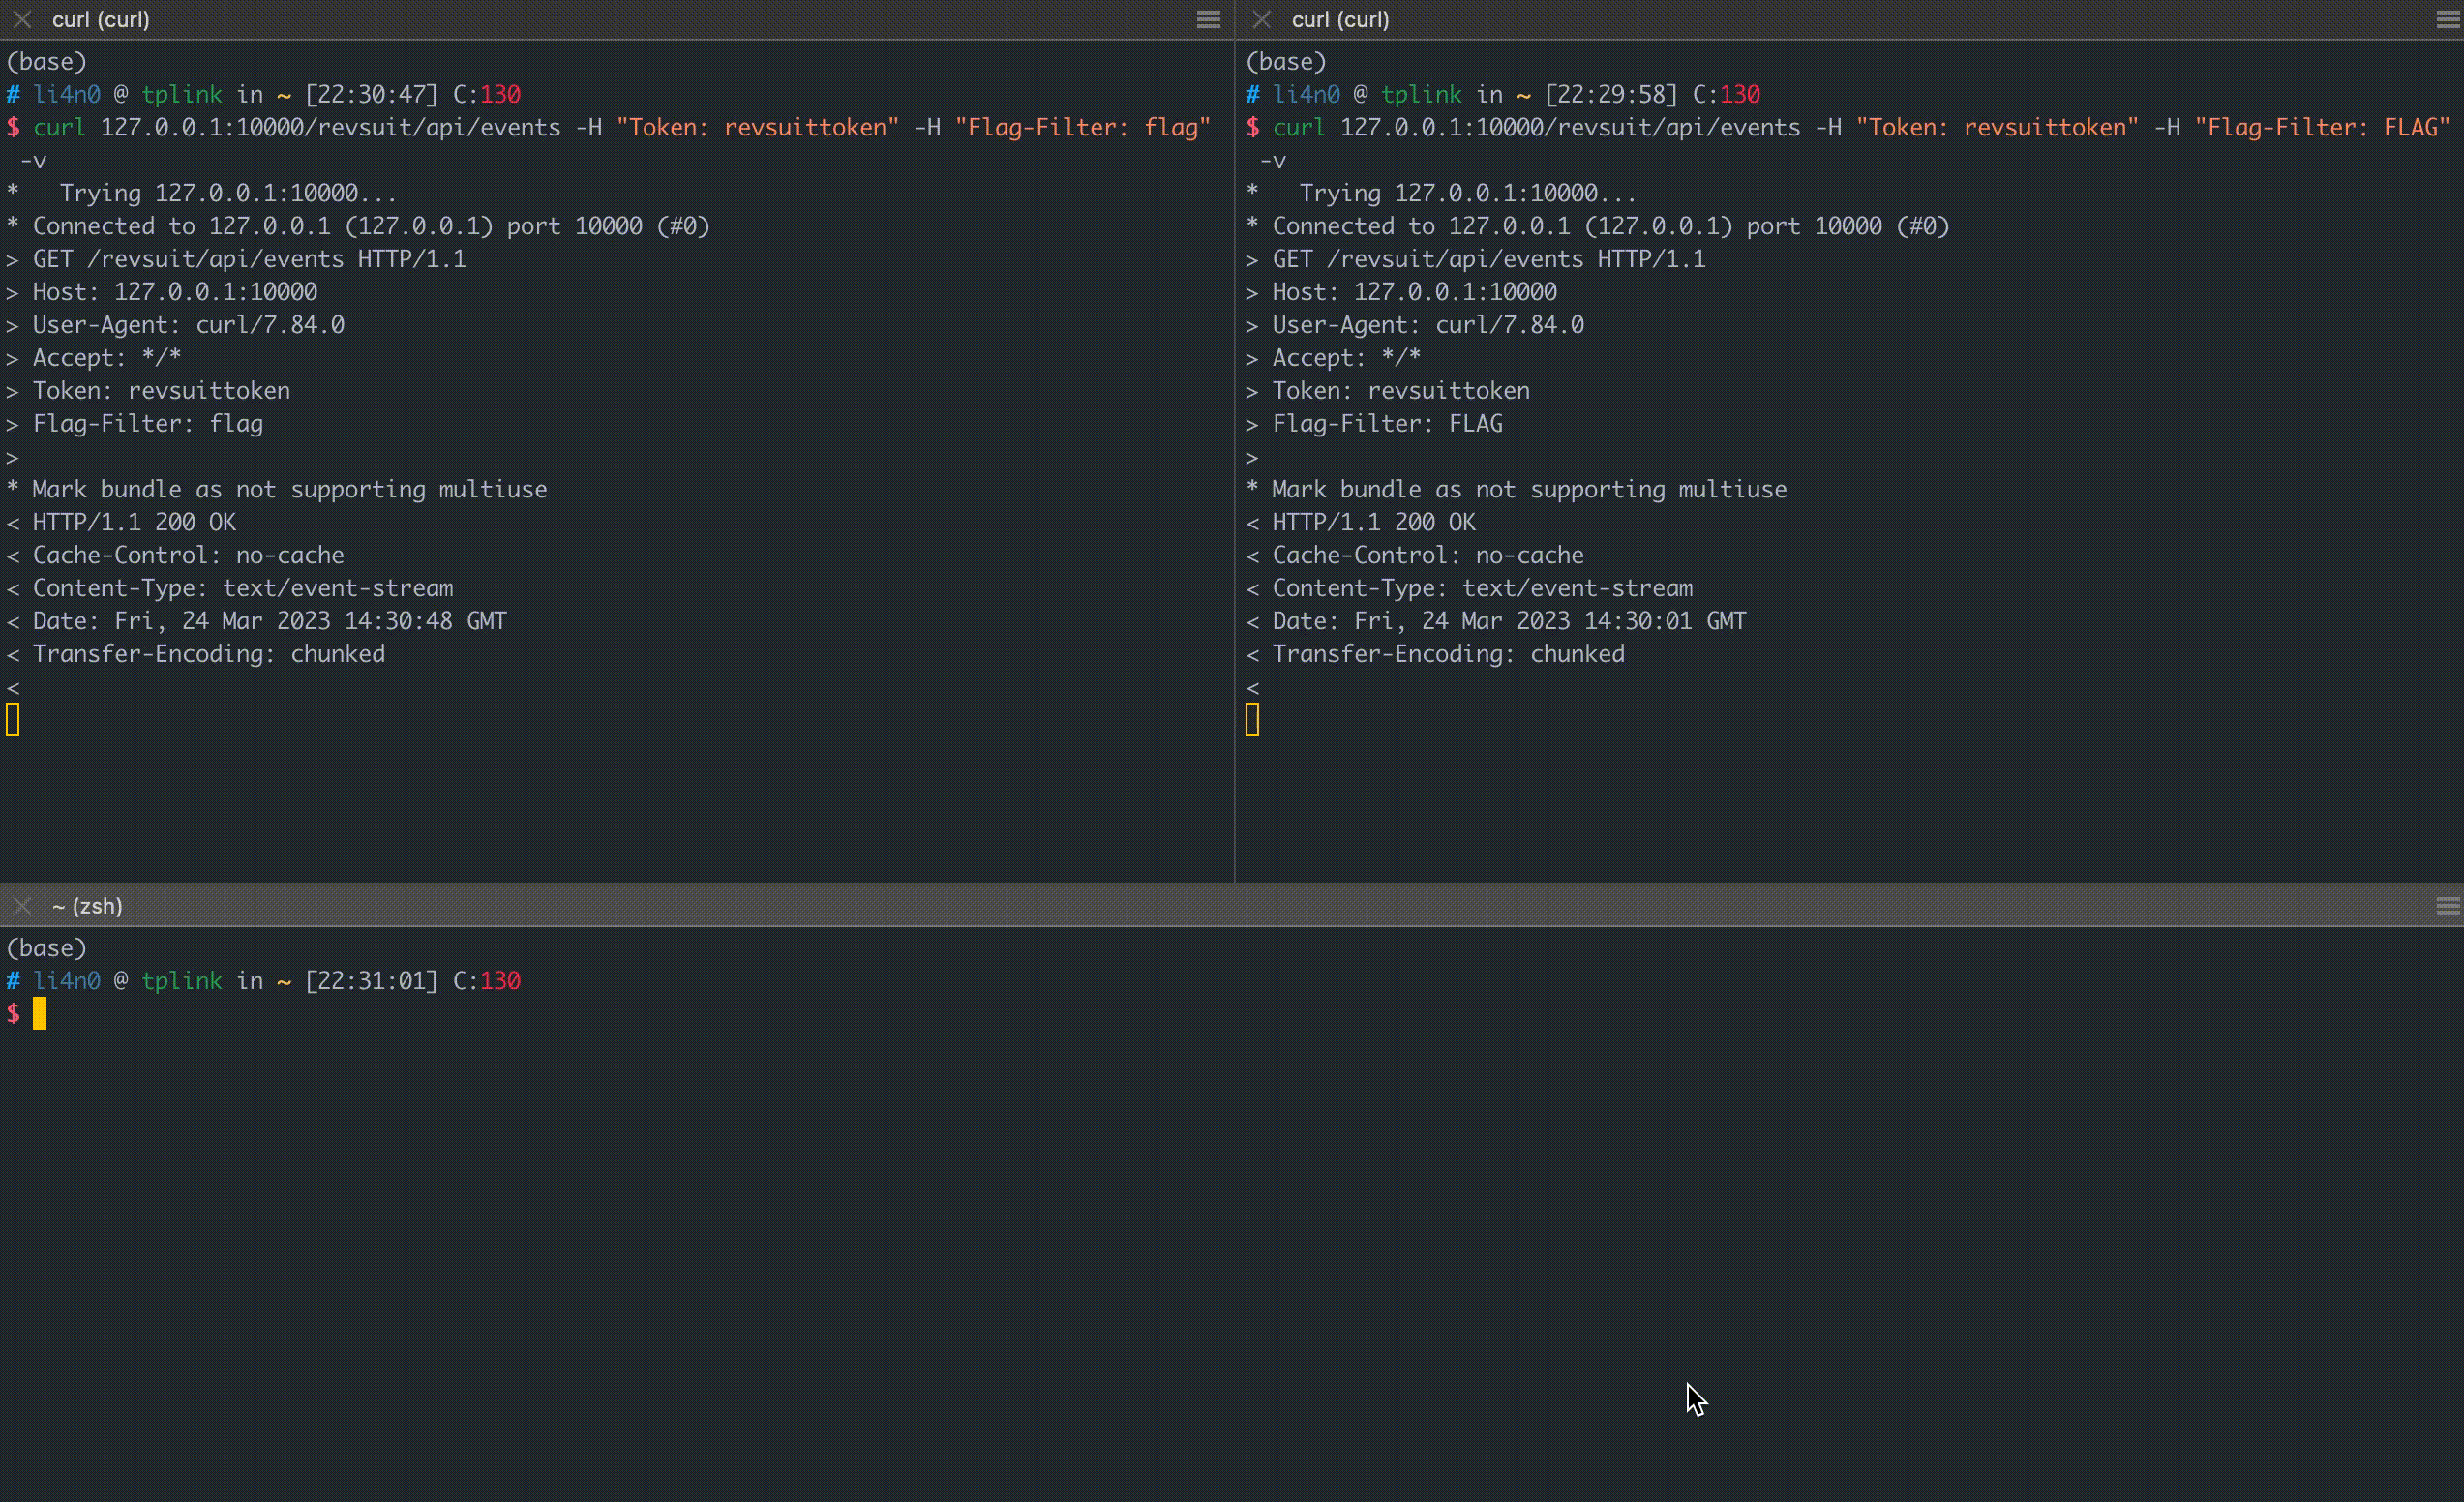 curl (curl)
(base)
# li4n0 @ tplink in ~ [22:30:47] C:130
$ curl 127.0.0.1:10000/revsuit/api/events -H "Token: revsuittoken" -H "Flag-Filter: flag"
-v
*   Trying 127.0.0.1:10000...
* Connected to 127.0.0.1 (127.0.0.1) port 10000 (#0)
> GET /revsuit/api/events HTTP/1.1
> Host: 127.0.0.1:10000
> User-Agent: curl/7.84.0
> Accept: */*
> Token: revsuittoken
> Flag-Filter: flag
>
* Mark bundle as not supporting multiuse
< HTTP/1.1 200 OK
< Cache-Control: no-cache
< Content-Type: text/event-stream
< Date: Fri, 24 Mar 2023 14:30:48 GMT
< Transfer-Encoding: chunked
<
curl (curl)
(base)
# li4n0 @ tplink in ~ [22:29:58] C:130
$ curl 127.0.0.1:10000/revsuit/api/events -H "Token: revsuittoken" -H "Flag-Filter: FLAG"
-v
*   Trying 127.0.0.1:10000...
* Connected to 127.0.0.1 (127.0.0.1) port 10000 (#0)
> GET /revsuit/api/events HTTP/1.1
> Host: 127.0.0.1:10000
> User-Agent: curl/7.84.0
> Accept: */*
> Token: revsuittoken
> Flag-Filter: FLAG
>
* Mark bundle as not supporting multiuse
< HTTP/1.1 200 OK
< Cache-Control: no-cache
< Content-Type: text/event-stream
< Date: Fri, 24 Mar 2023 14:30:01 GMT
< Transfer-Encoding: chunked
<
~ (zsh)
(base)
# li4n0 @ tplink in ~ [22:31:01] C:130
$